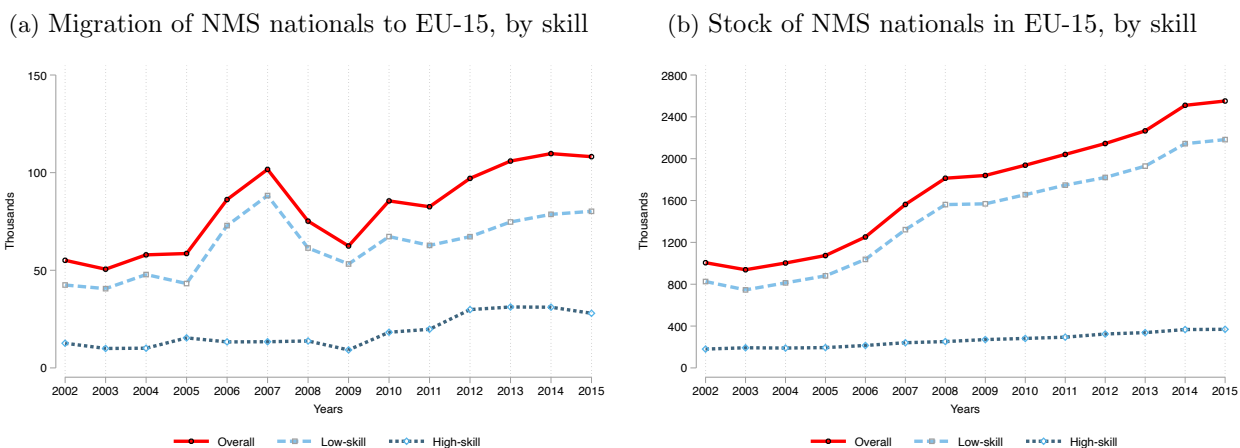 (a) Migration of NMS nationals to EU-15, by skill
150
100
50
0
Thousands
2002 2003 2004 2005 2006 2007 2008 2009 2010 2011 2012 2013 2014 2015
Years
Overall Low-skill High-skill
(b) Stock of NMS nationals in EU-15, by skill
2800
2400
2000
1600
1200
800
400
0
Thousands
2002 2003 2004 2005 2006 2007 2008 2009 2010 2011 2012 2013 2014 2015
Years
Overall Low-skill High-skill